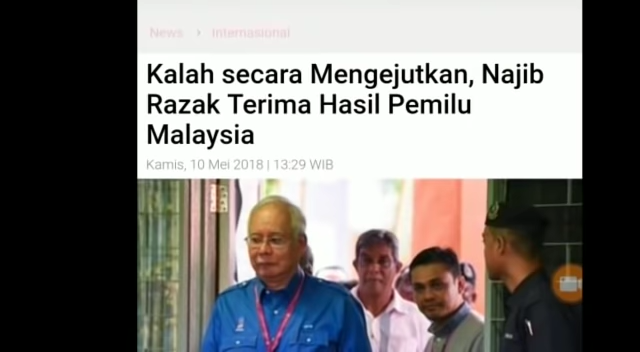 News > Internasional
Kalah secara Mengejutkan, Najib
Razak Terima Hasil Pemilu
Malaysia
Kamis, 10 Mei 2018 | 13:29 WIB